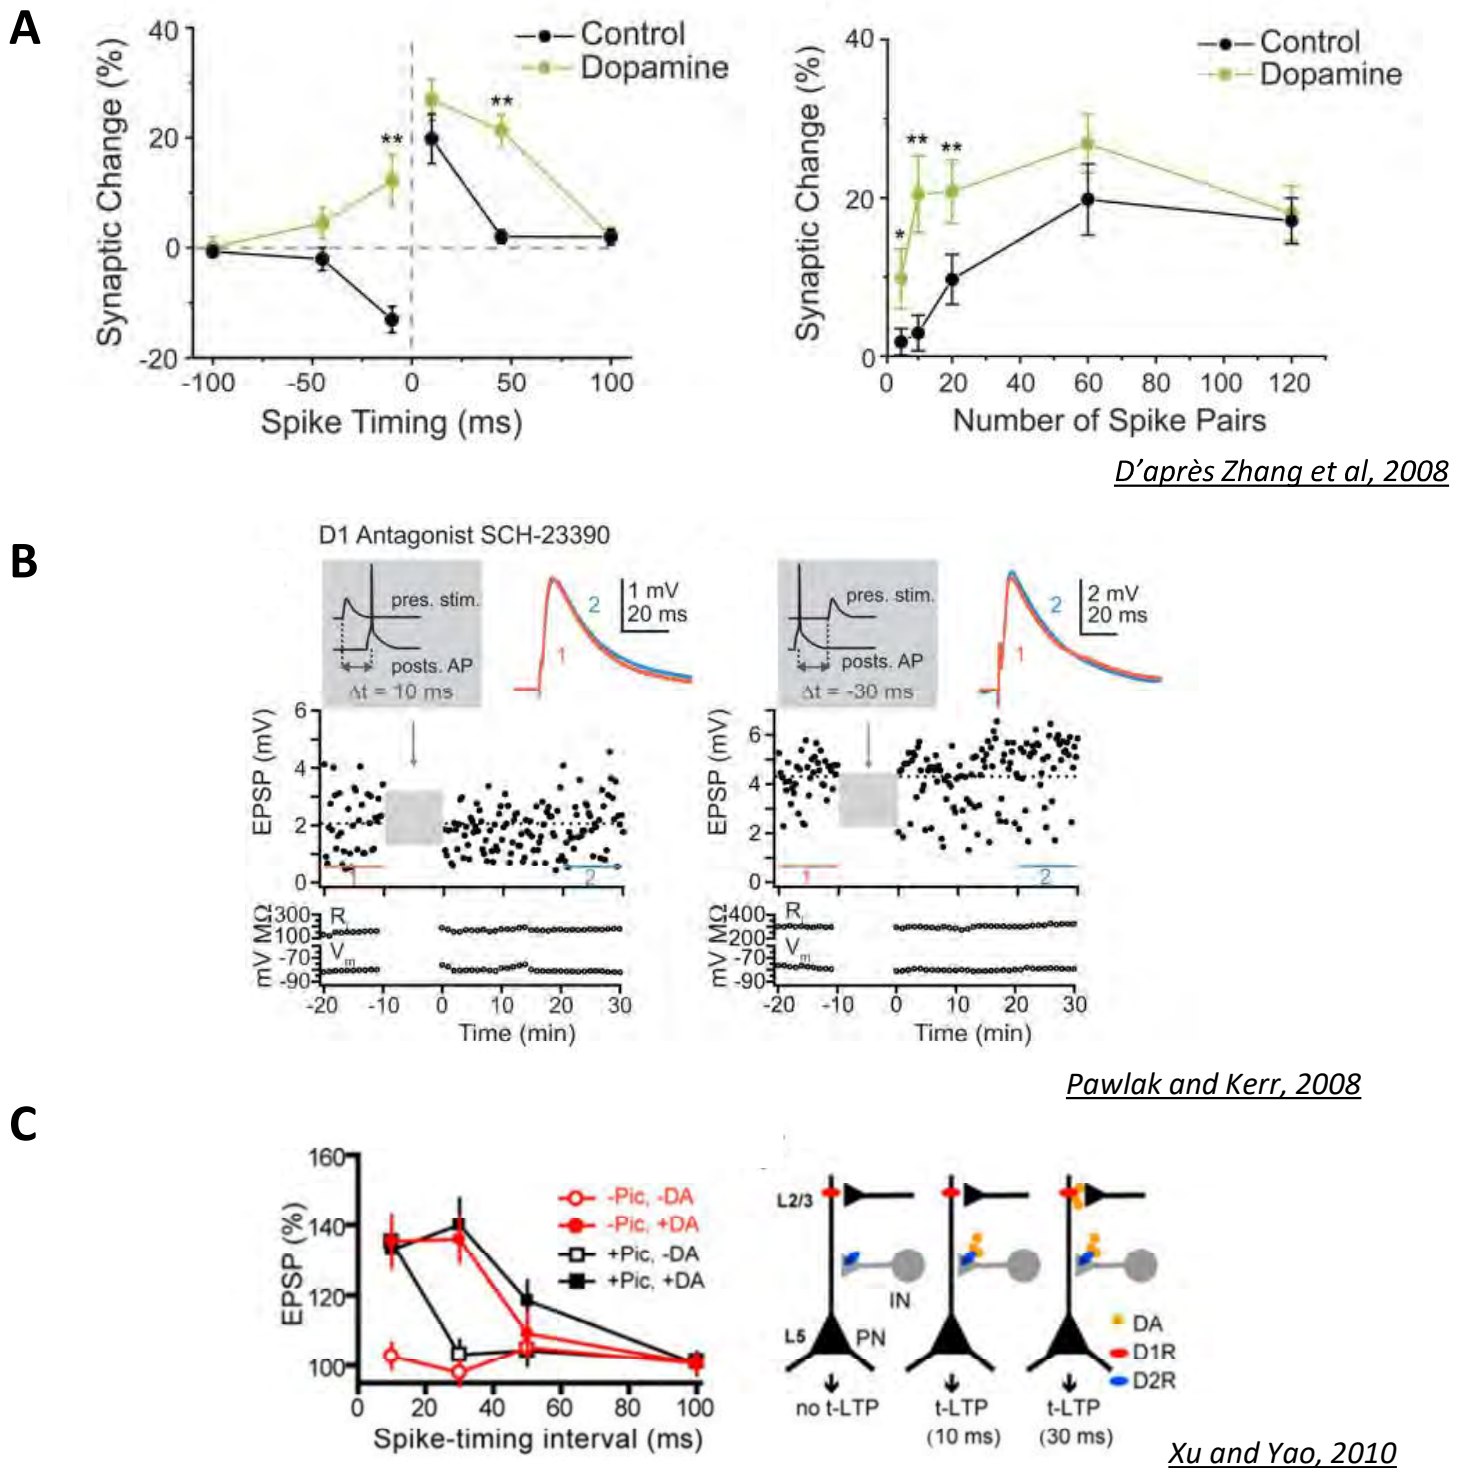 A
40
20
0
-20
Synaptic Change (%)
Control
Dopamine
**
**
-100
-50
0
50
100
Spike Timing (ms)
40
20
0
Synaptic Change (%)
Control
Dopamine
*
**
**
0
20
40
60
80
100
120
Number of Spike Pairs
D'après Zhang et al, 2008
B
D1 Antagonist SCH-23390
pres. stim.
posts. AP
Δt = 10 ms
1
2
1 mV
20 ms
6
4
2
0
EPSP (mV)
1
2
300
100
MΩ
Ri
-70
-90
mV
Vm
-20
-10
0
10
20
30
Time (min)
pres. stim.
posts. AP
Δt = -30 ms
1
2
2 mV
20 ms
6
4
2
0
EPSP (mV)
1
2
400
200
MΩ
Ri
-70
-90
mV
Vm
-20
-10
0
10
20
30
Time (min)
Pawlak and Kerr, 2008
C
160
140
120
100
EPSP (%)
-Pic, -DA
-Pic, +DA
+Pic, -DA
+Pic, +DA
0
20
40
60
80
100
Spike-timing interval (ms)
L2/3
IN
L5
PN
DA
D1R
D2R
no t-LTP
t-LTP
(10 ms)
t-LTP
(30 ms)
Xu and Yao, 2010